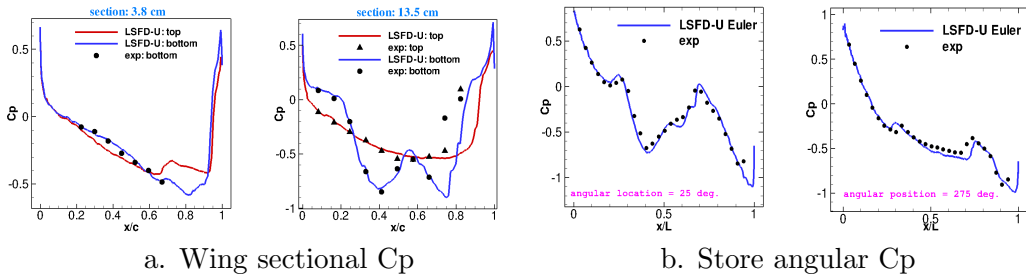 section: 3.8 cm
LSFD-U: top
LSFD-U: bottom
exp: bottom
Cp
0.5
0
-0.5
0 0.2 0.4 0.6 0.8 1
x/c
section: 13.5 cm
LSFD-U: top
exp: top
LSFD-U: bottom
exp: bottom
Cp
0.5
0
-0.5
-1
0 0.2 0.4 0.6 0.8 1
x/c
LSFD-U Euler
exp
Cp
0.5
0
-0.5
-1
angular location = 25 deg.
0 0.5 1
x/L
LSFD-U Euler
exp
Cp
1
0.5
0
-0.5
-1
angular position = 275 deg.
0 0.5 1
x/L
a. Wing sectional Cp
b. Store angular Cp